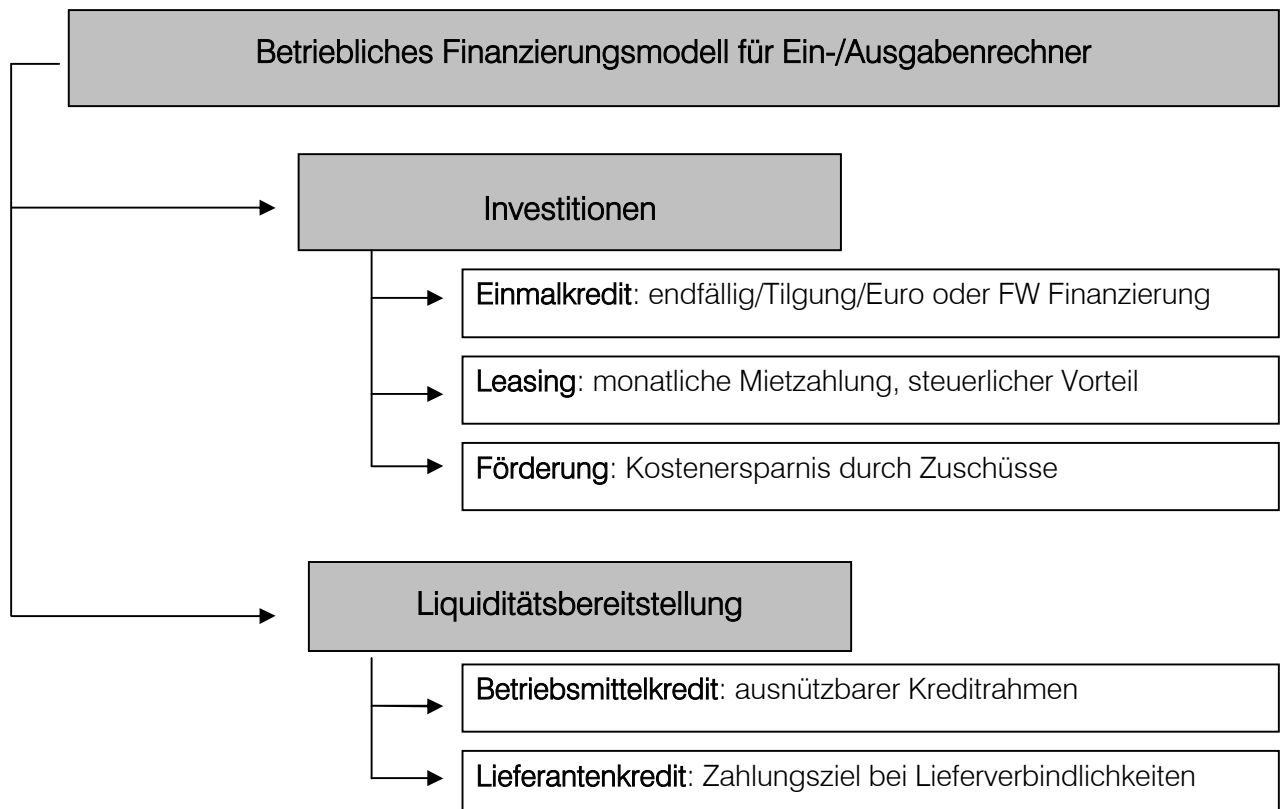 Betriebliches Finanzierungsmodell für Ein-/Ausgabenrechner
Investitionen
Einmalkredit: endfällig/Tilgung/Euro oder FW Finanzierung
Leasing: monatliche Mietzahlung, steuerlicher Vorteil
Förderung: Kostenersparnis durch Zuschüsse
Liquiditätsbereitstellung
Betriebsmittelkredit: ausnützbarer Kreditrahmen
Lieferantenkredit: Zahlungsziel bei Lieferverbindlichkeiten